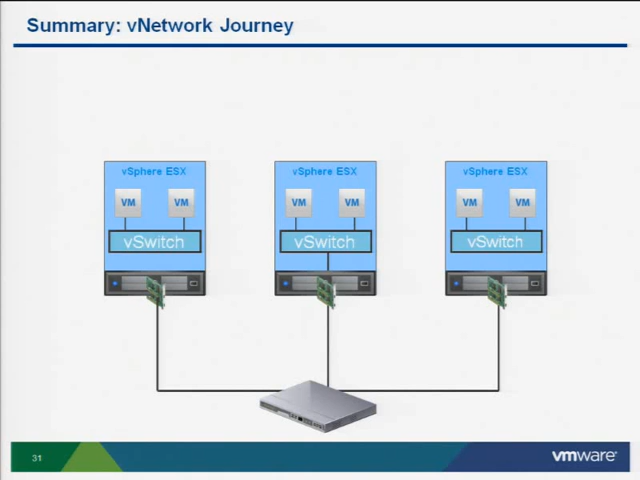 Summary: vNetwork Journey
vSphere ESX
vSphere ESX
vSphere ESX
VM VM
VM VM
VM VM
vSwitch
vSwitch
vSwitch
31
vmware